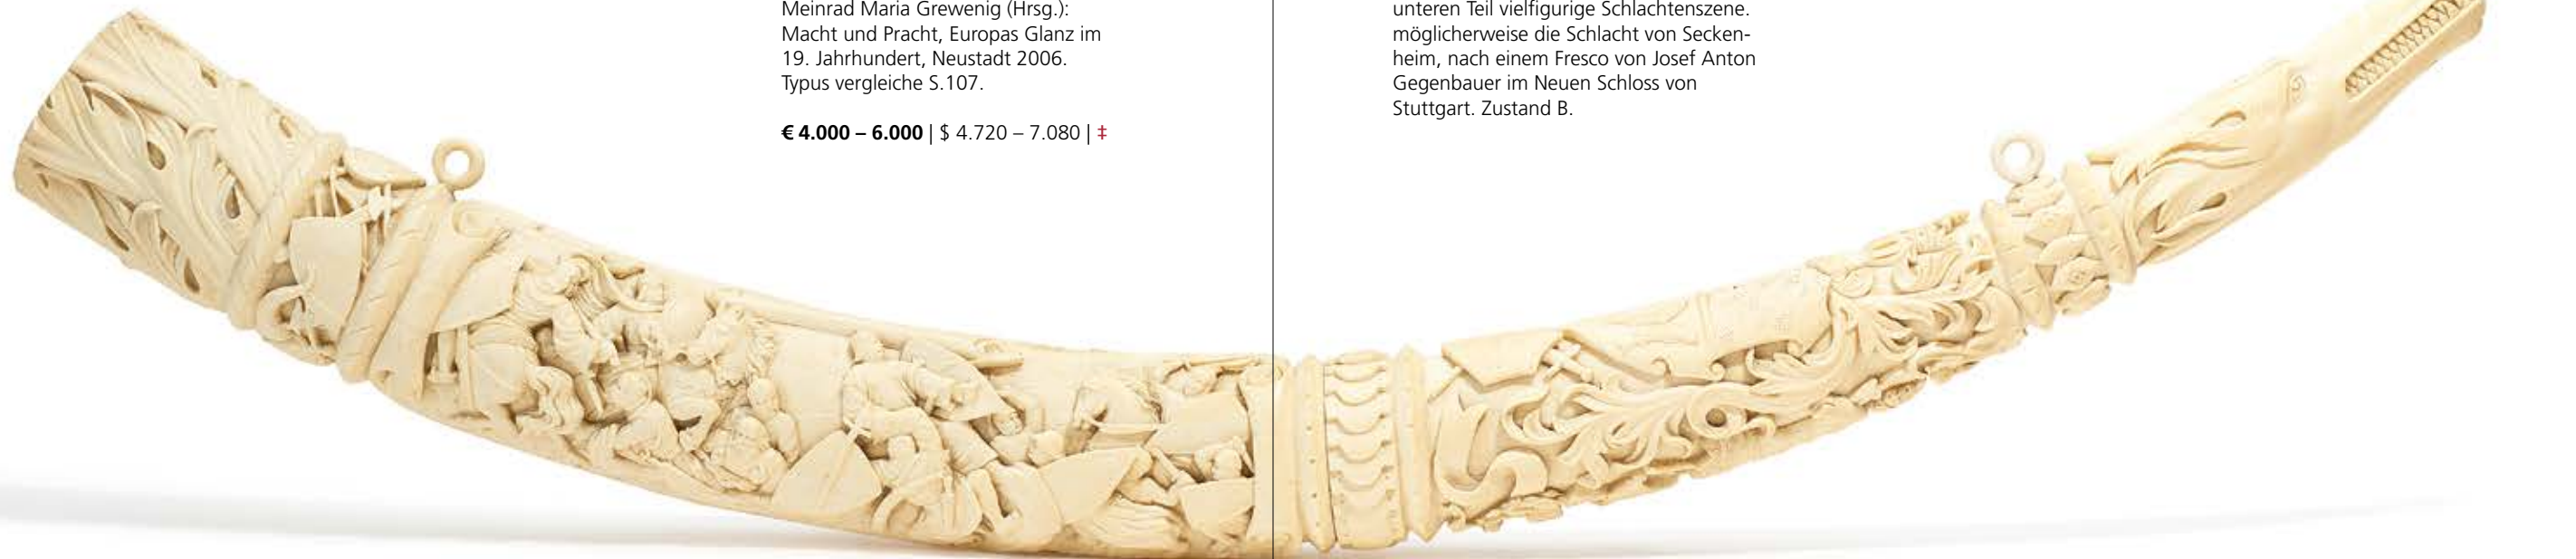 Meinrad Maria Grewenig (Hrsg.):
Macht und Pracht, Europas Glanz im
19. Jahrhundert, Neustadt 2006.
Typus vergleiche S.107.
€ 4.000 – 6.000 | $ 4.720 – 7.080 | ‡
unteren Teil vielfigurige Schlachtenszene.
möglicherweise die Schlacht von Secken-
heim, nach einem Fresco von Josef Anton
Gegenbauer im Neuen Schloss von
Stuttgart. Zustand B.